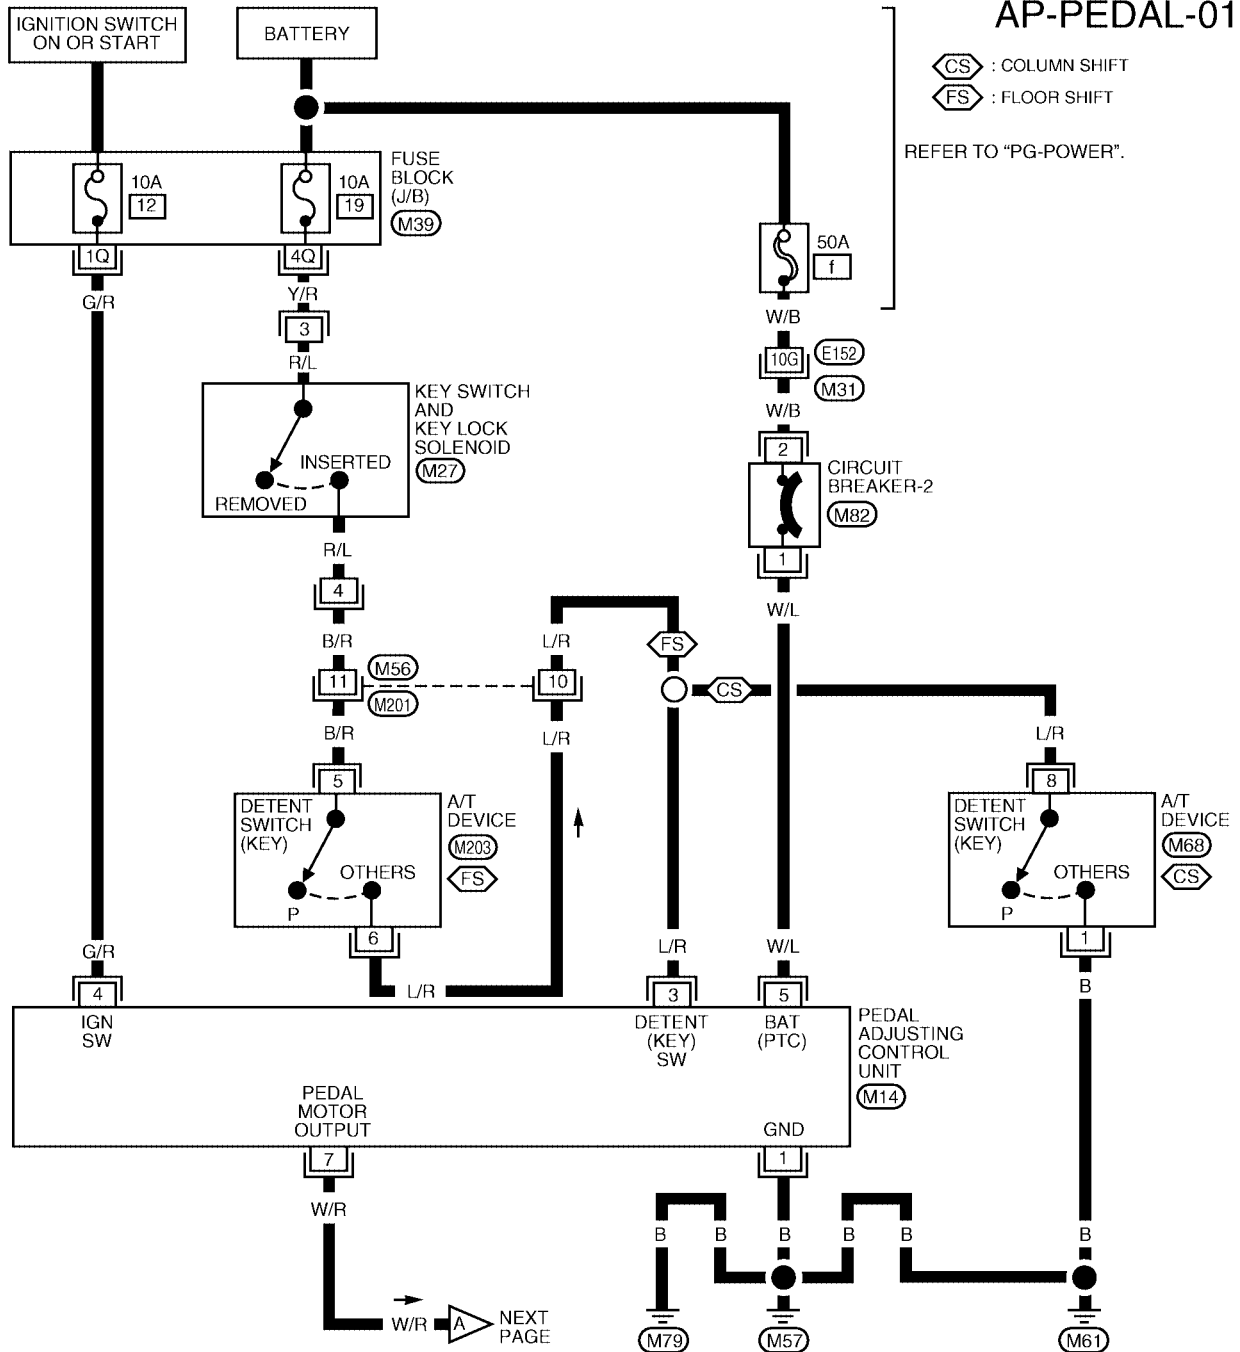 AP-PEDAL-01
IGNITION SWITCH
ON OR START
BATTERY
CS : COLUMN SHIFT
FS : FLOOR SHIFT
REFER TO “PG-POWER”.
10A
12
10A
19
FUSE
BLOCK
(J/B)
M39
50A
f
1Q
4Q
G/R
Y/R
3
R/L
W/B
10G
E152
M31
W/B
KEY SWITCH
AND
KEY LOCK
SOLENOID
M27
INSERTED
REMOVED
2
CIRCUIT
BREAKER-2
M82
1
W/L
R/L
4
B/R
11
M56
M201
B/R
L/R
10
L/R
FS
CS
L/R
5
DETENT
SWITCH
(KEY)
OTHERS
P
A/T
DEVICE
M203
FS
6
L/R
8
DETENT
SWITCH
(KEY)
OTHERS
P
A/T
DEVICE
M68
CS
1
B
G/R
L/R
W/L
4
3
5
IGN
SW
DETENT
(KEY)
SW
BAT
(PTC)
PEDAL
ADJUSTING
CONTROL
UNIT
M14
PEDAL
MOTOR
OUTPUT
GND
7
1
W/R
B
B
B
B
B
B
W/R
A
NEXT
PAGE
M79
M57
M61